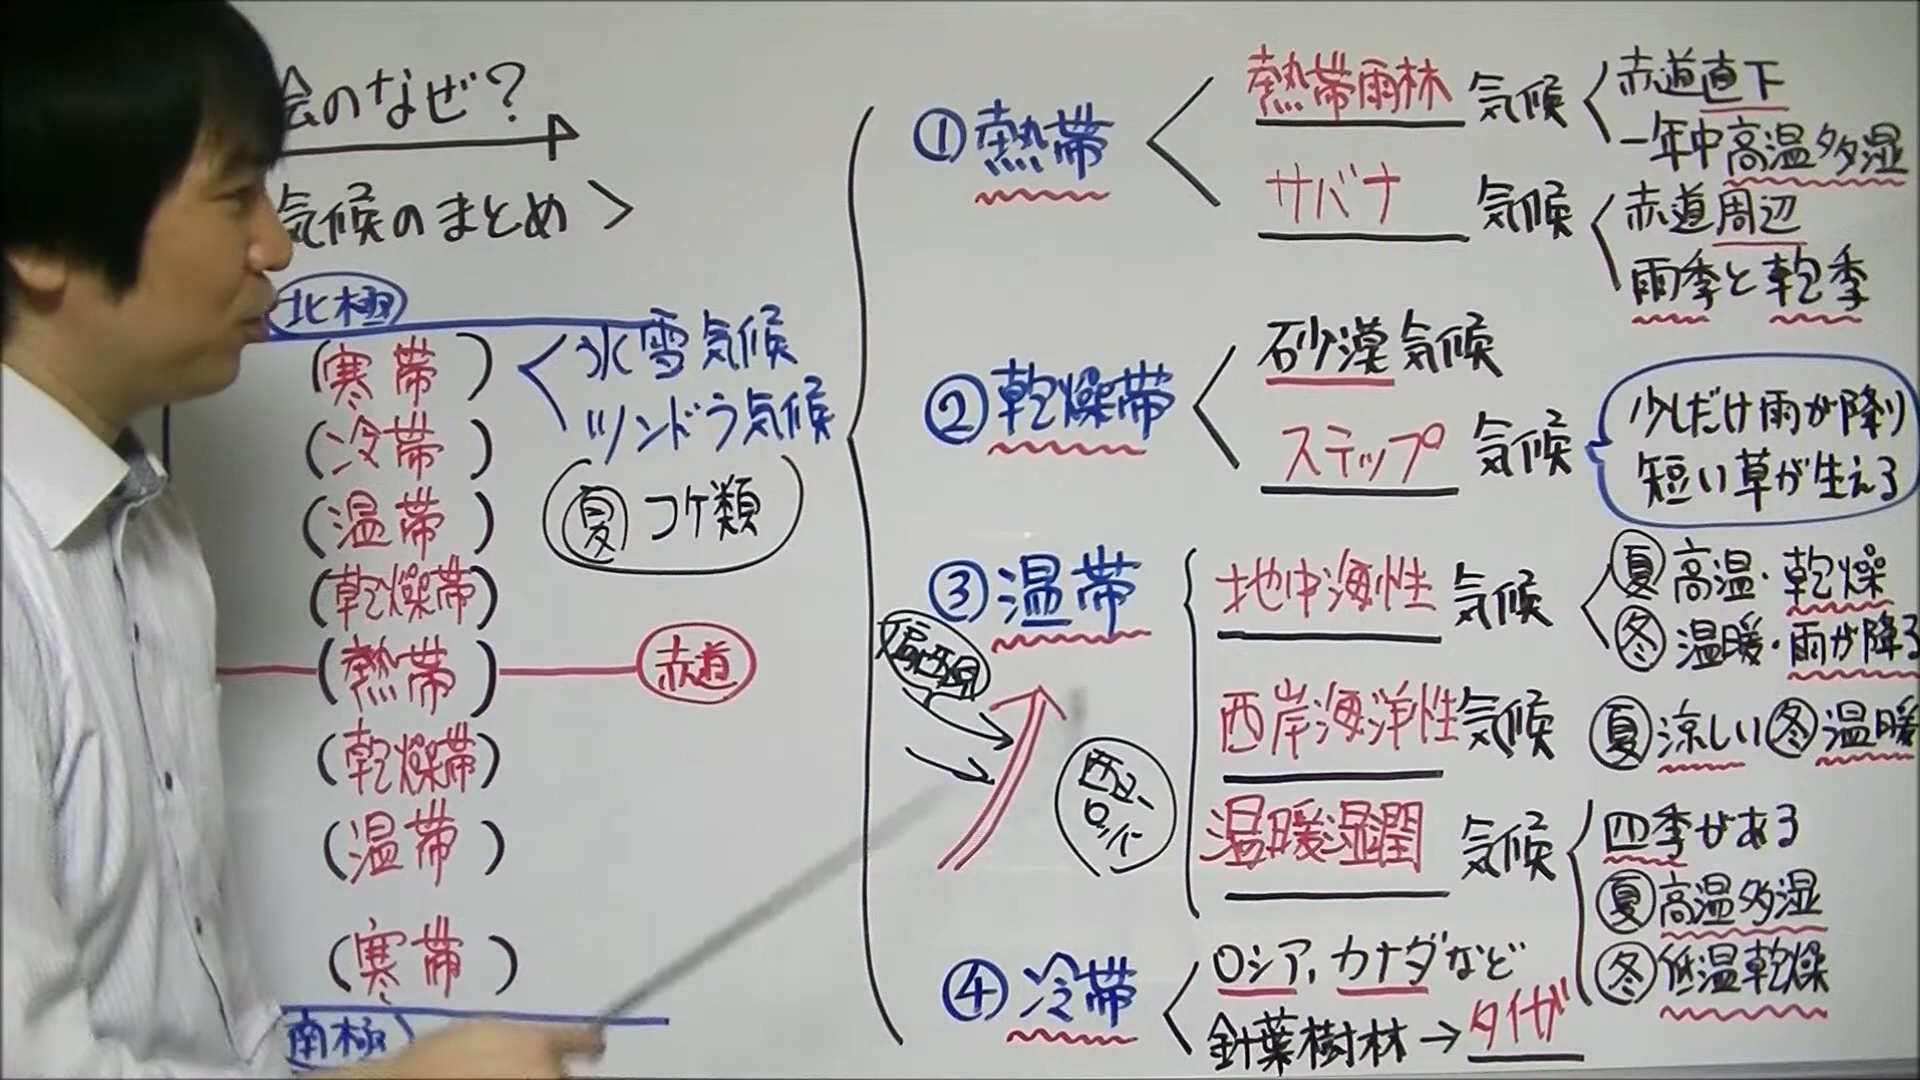 会のなぜ?
気候のまとめ>
北極
(寒帯)
氷雪気候
ツンドラ気候
夏 コケ類
(冷帯)
(温帯)
(乾燥帯)
(熱帯)
赤道
(乾燥帯)
(温帯)
(寒帯)
南極
①熱帯
熱帯雨林 気候
赤道直下
一年中高温多湿
サバナ 気候
赤道周辺
雨季と乾季
②乾燥帯
砂漠気候
ステップ 気候
少しだけ雨が降り
短い草が生える
③温帯
偏西風
西ヨーロッパ
地中海性 気候
夏 高温・乾燥
冬 温暖・雨が降る
西岸海洋性気候
夏 涼しい 冬 温暖
温暖湿潤 気候
四季がある
夏 高温多湿
冬 低温乾燥
④冷帯
ロシア,カナダなど
針葉樹林→タイガ